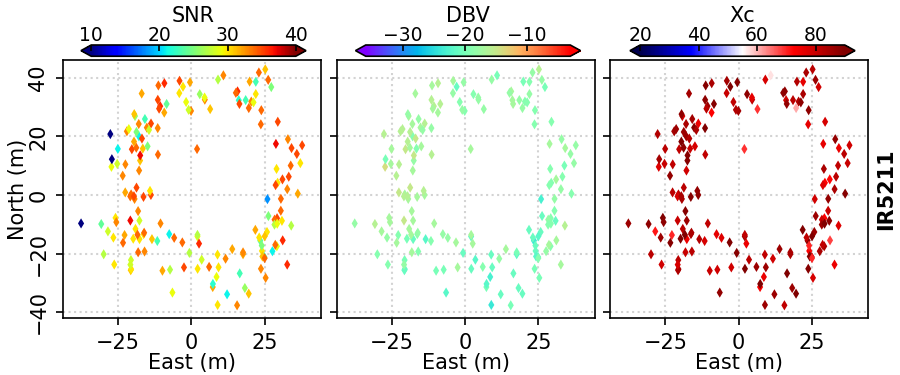 SNR DBV Xc
10 20 30 40 −30 −20 −10 20 40 60 80
North (m)
40
20
0
−20
−40
−25 0 25 −25 0 25 −25 0 25
East (m) East (m) East (m)
IR5211